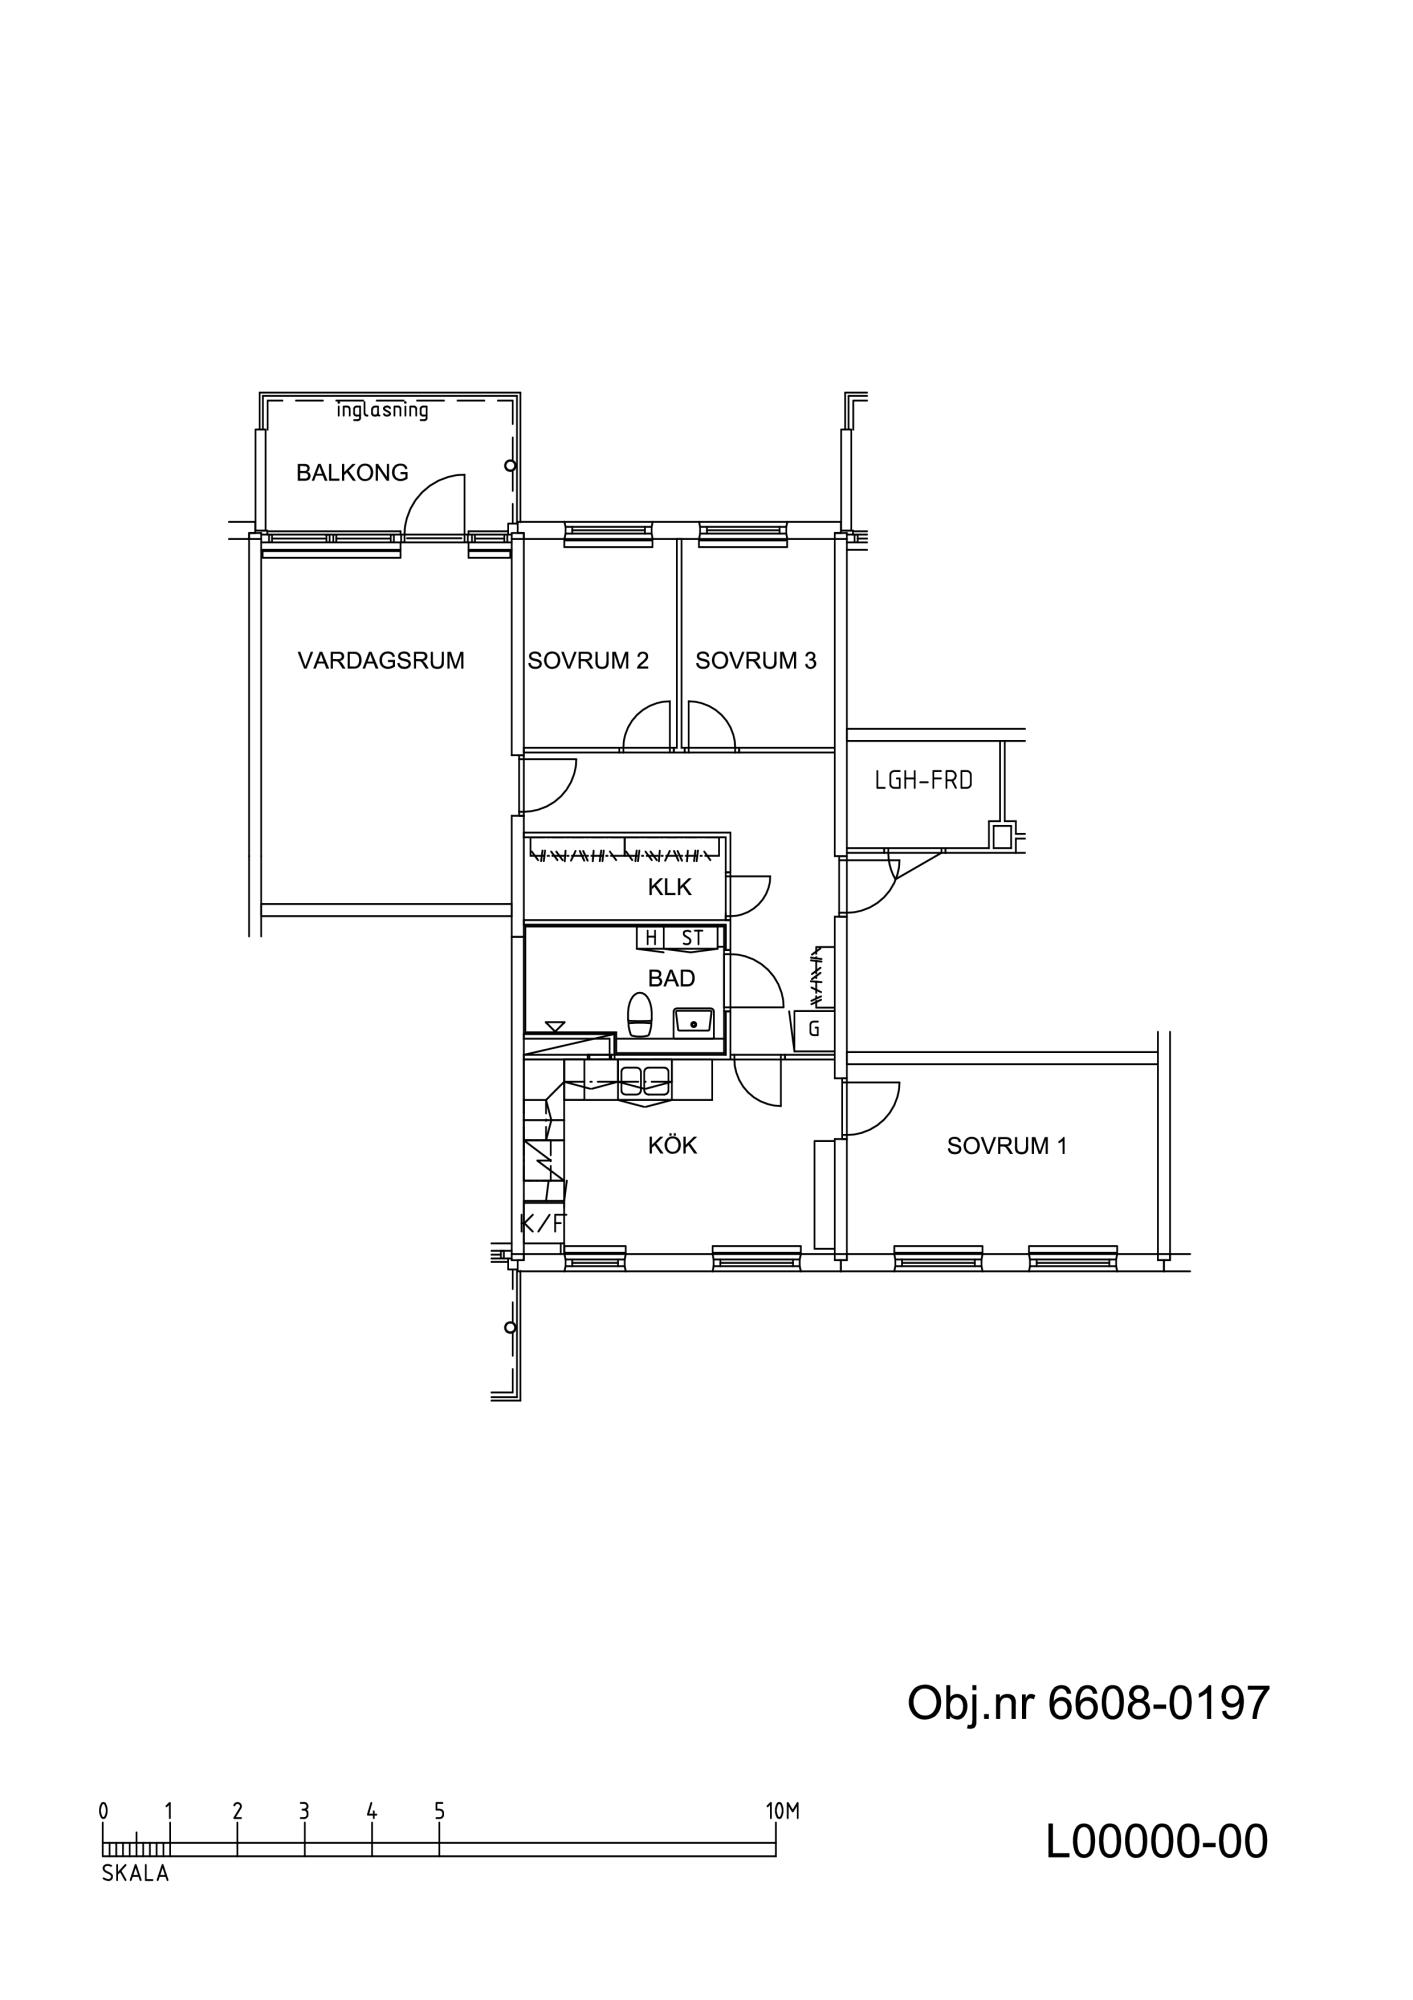 inglasning
BALKONG
VARDAGSRUM
SOVRUM 2
SOVRUM 3
LGH-FRD
KLK
H
ST
BAD
G
KÖK
SOVRUM 1
K/F
Obj.nr 6608-0197
0 1 2 3 4 5 10M
SKALA
L00000-00